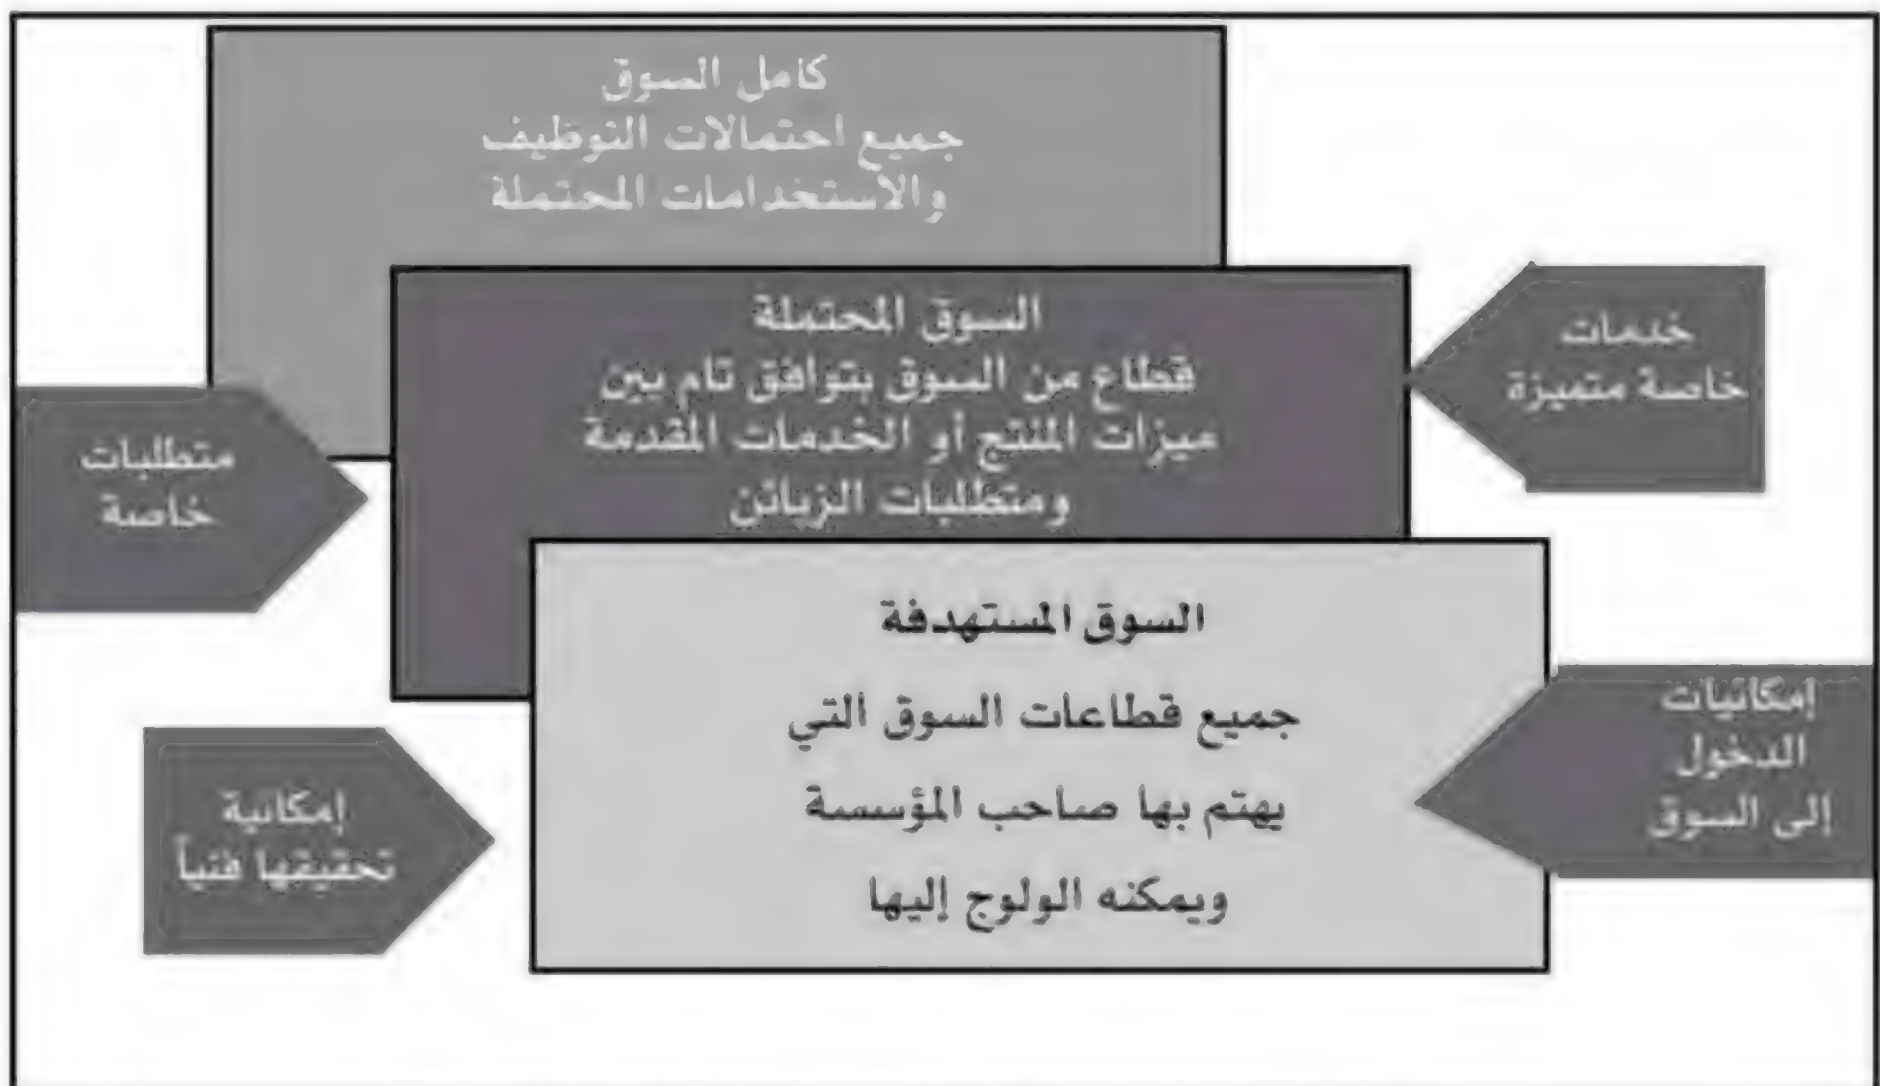 كامل السوق
جميع احتمالات التوظيف
والاستخدامات المحتملة
السوق المحتملة
قطاع من السوق بتوافق تام بين
ميزات المنتج أو الخدمات المقدمة
ومتطلبات الزبائن
خدمات
خاصة متميزة
متطلبات
خاصة
السوق المستهدفة
جميع قطاعات السوق التي
يهتم بها صاحب المؤسسة
ويمكنه الولوج إليها
إمكانيات
الدخول
إلى السوق
إمكانية
تحقيقها فنياً